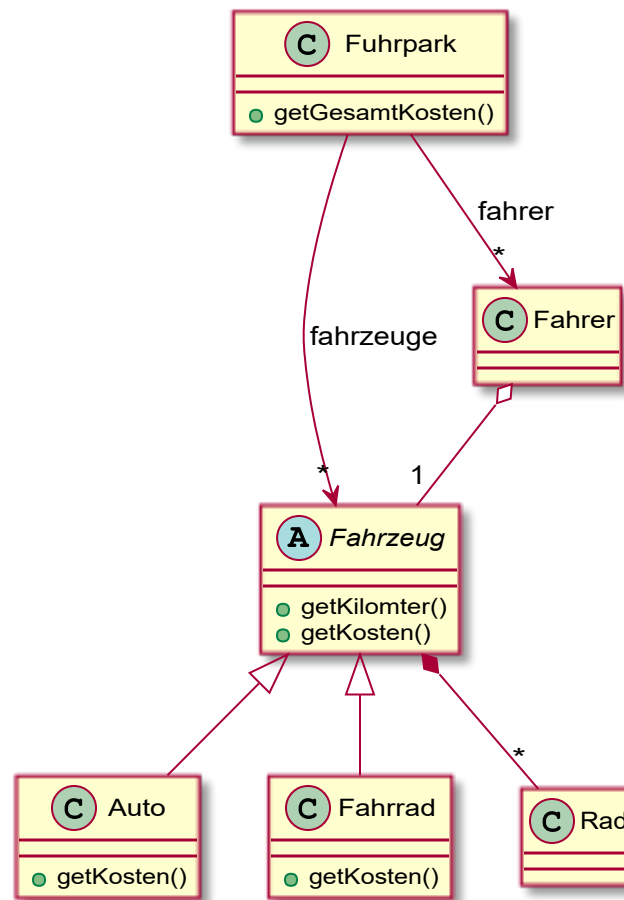 C Fuhrpark
getGesamtKosten()
fahrer
*
C Fahrer
fahrzeuge
*
1
A Fahrzeug
getKilomter()
getKosten()
*
C Auto
getKosten()
C Fahrrad
getKosten()
C Rad